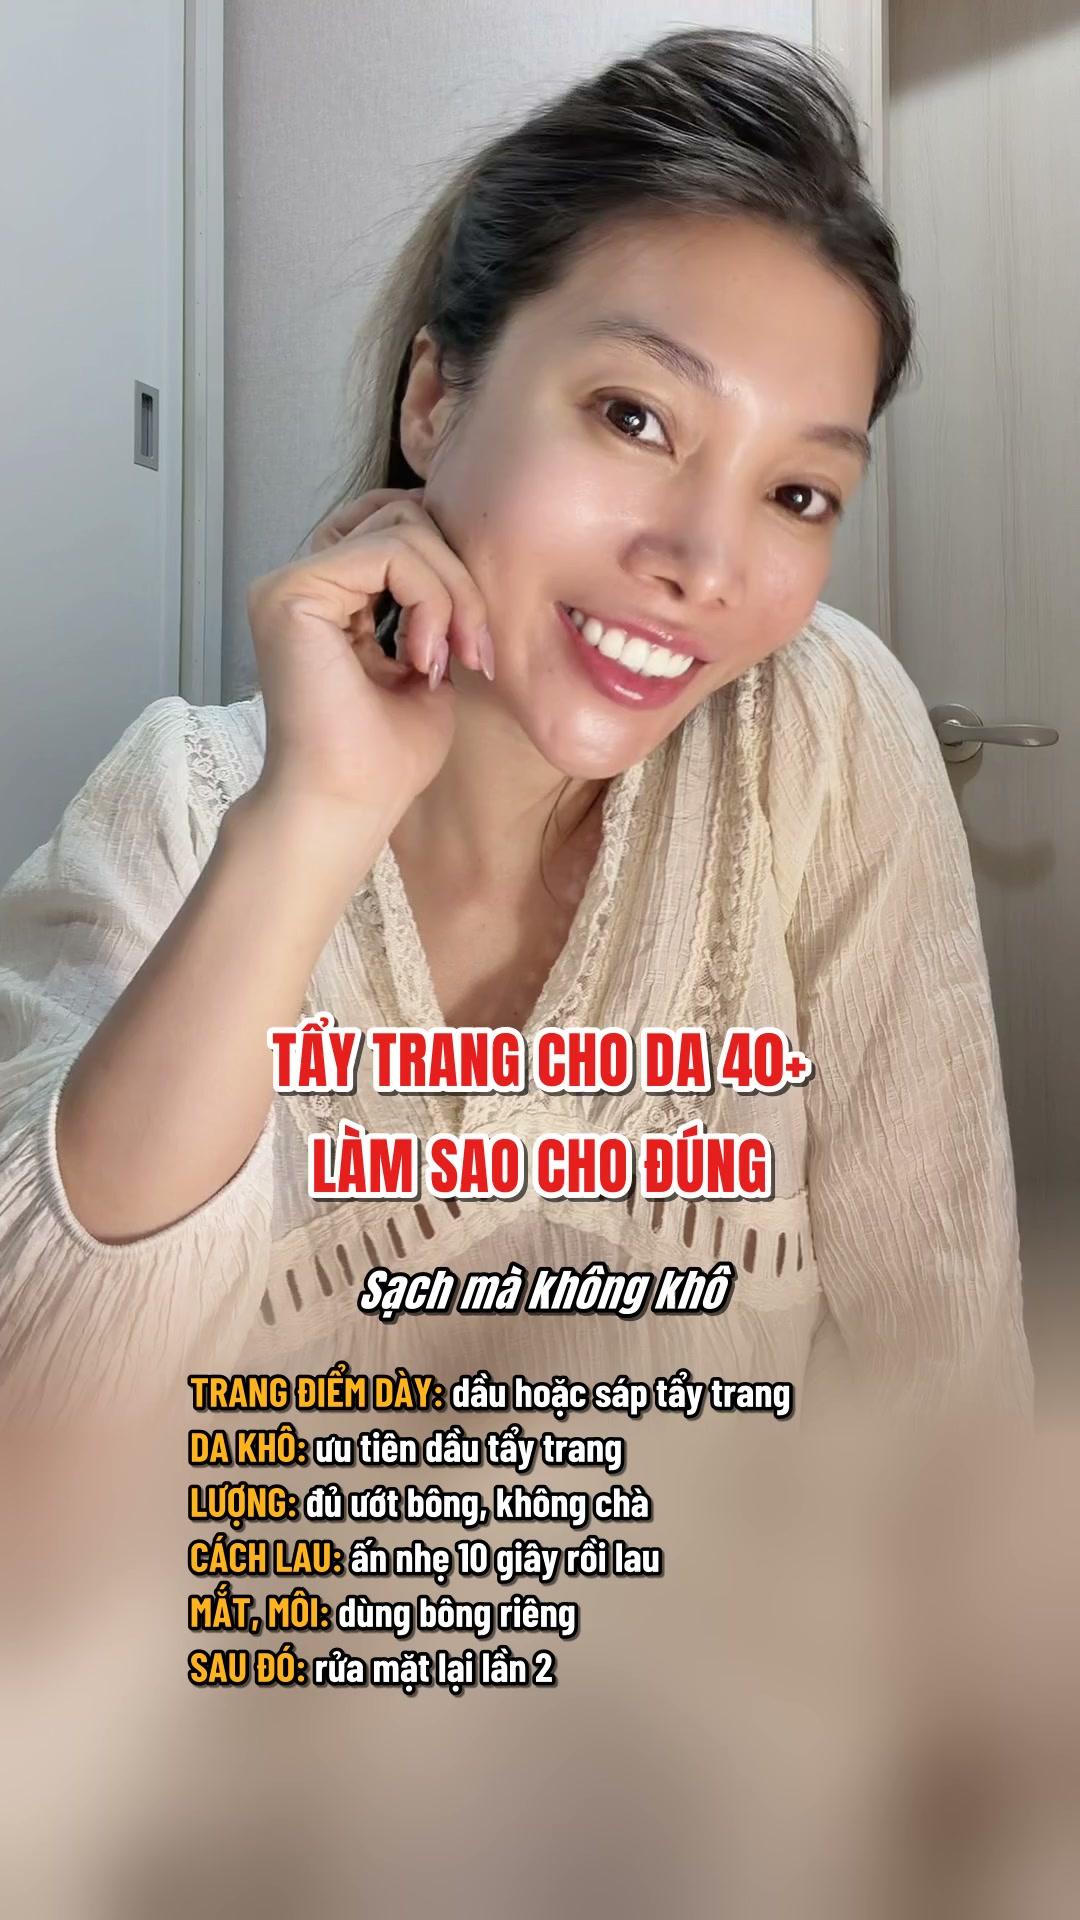 TẨY TRANG CHO DA 40+
LÀM SAO CHO ĐÚNG
Sạch mà không khô
TRANG ĐIỂM DÀY: dầu hoặc sáp tẩy trang
DA KHÔ: ưu tiên dầu tẩy trang
LƯỢNG: đủ ướt bông, không chà
CÁCH LAU: ấn nhẹ 10 giây rồi lau
MẮT, MÔI: dùng bông riêng
SAU ĐÓ: rửa mặt lại lần 2